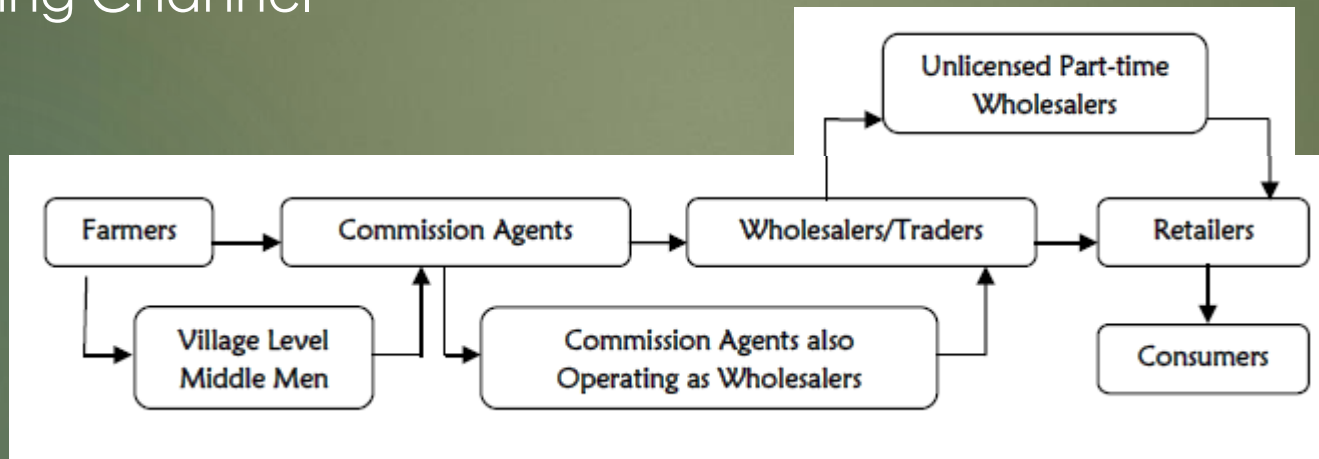 Channel
Unlicensed Part-time
Wholesalers
Farmers
Commission Agents
Wholesalers/Traders
Retailers
Village Level
Middle Men
Commission Agents also
Operating as Wholesalers
Consumers